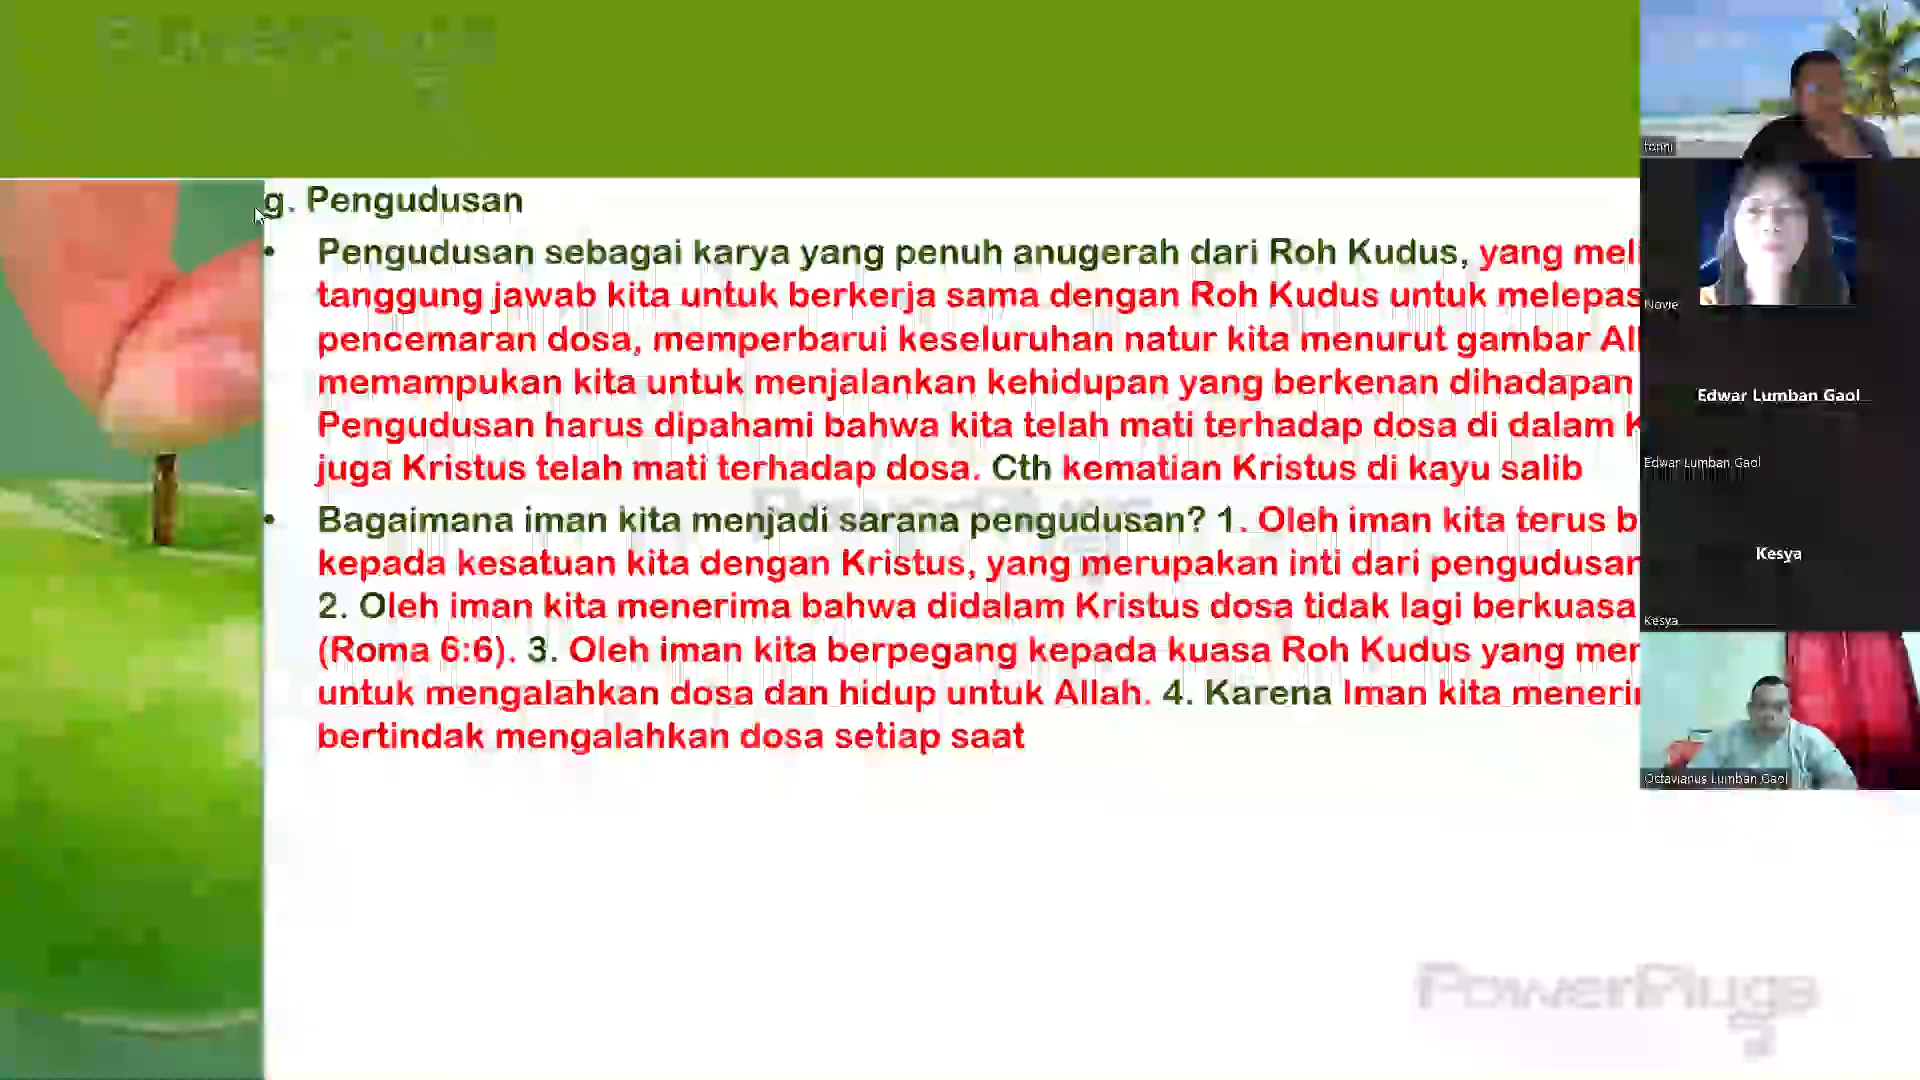 g. Pengudusan
• Pengudusan sebagai karya yang penuh anugerah dari Roh Kudus, yang
tanggung jawab kita untuk berkerja sama dengan Roh Kudus untuk
pencemaran dosa, memperbarui keseluruhan natur kita menurut gambar
memampukan kita untuk menjalankan kehidupan yang berkenan dihadapan
Pengudusan harus dipahami bahwa kita telah mati terhadap dosa di dalam
juga Kristus telah mati terhadap dosa. Cth kematian Kristus di kayu salib
• Bagaimana iman kita menjadi sarana pengudusan? 1. Oleh iman kita terus
kepada kesatuan kita dengan Kristus, yang merupakan inti dari
2. Oleh iman kita menerima bahwa didalam Kristus dosa tidak lagi berkuasa
(Roma 6:6). 3. Oleh iman kita berpegang kepada kuasa Roh Kudus yang
untuk mengalahkan dosa dan hidup untuk Allah. 4. Karena Iman kita
bertindak mengalahkan dosa setiap saat
PowerPlugs
PowerPlugs
PowerPlugs
Novie
Edwar Lumban Gaol
Edwar Lumban Gaol
Kesya
Kesya
Octavianus Lumban Gaol